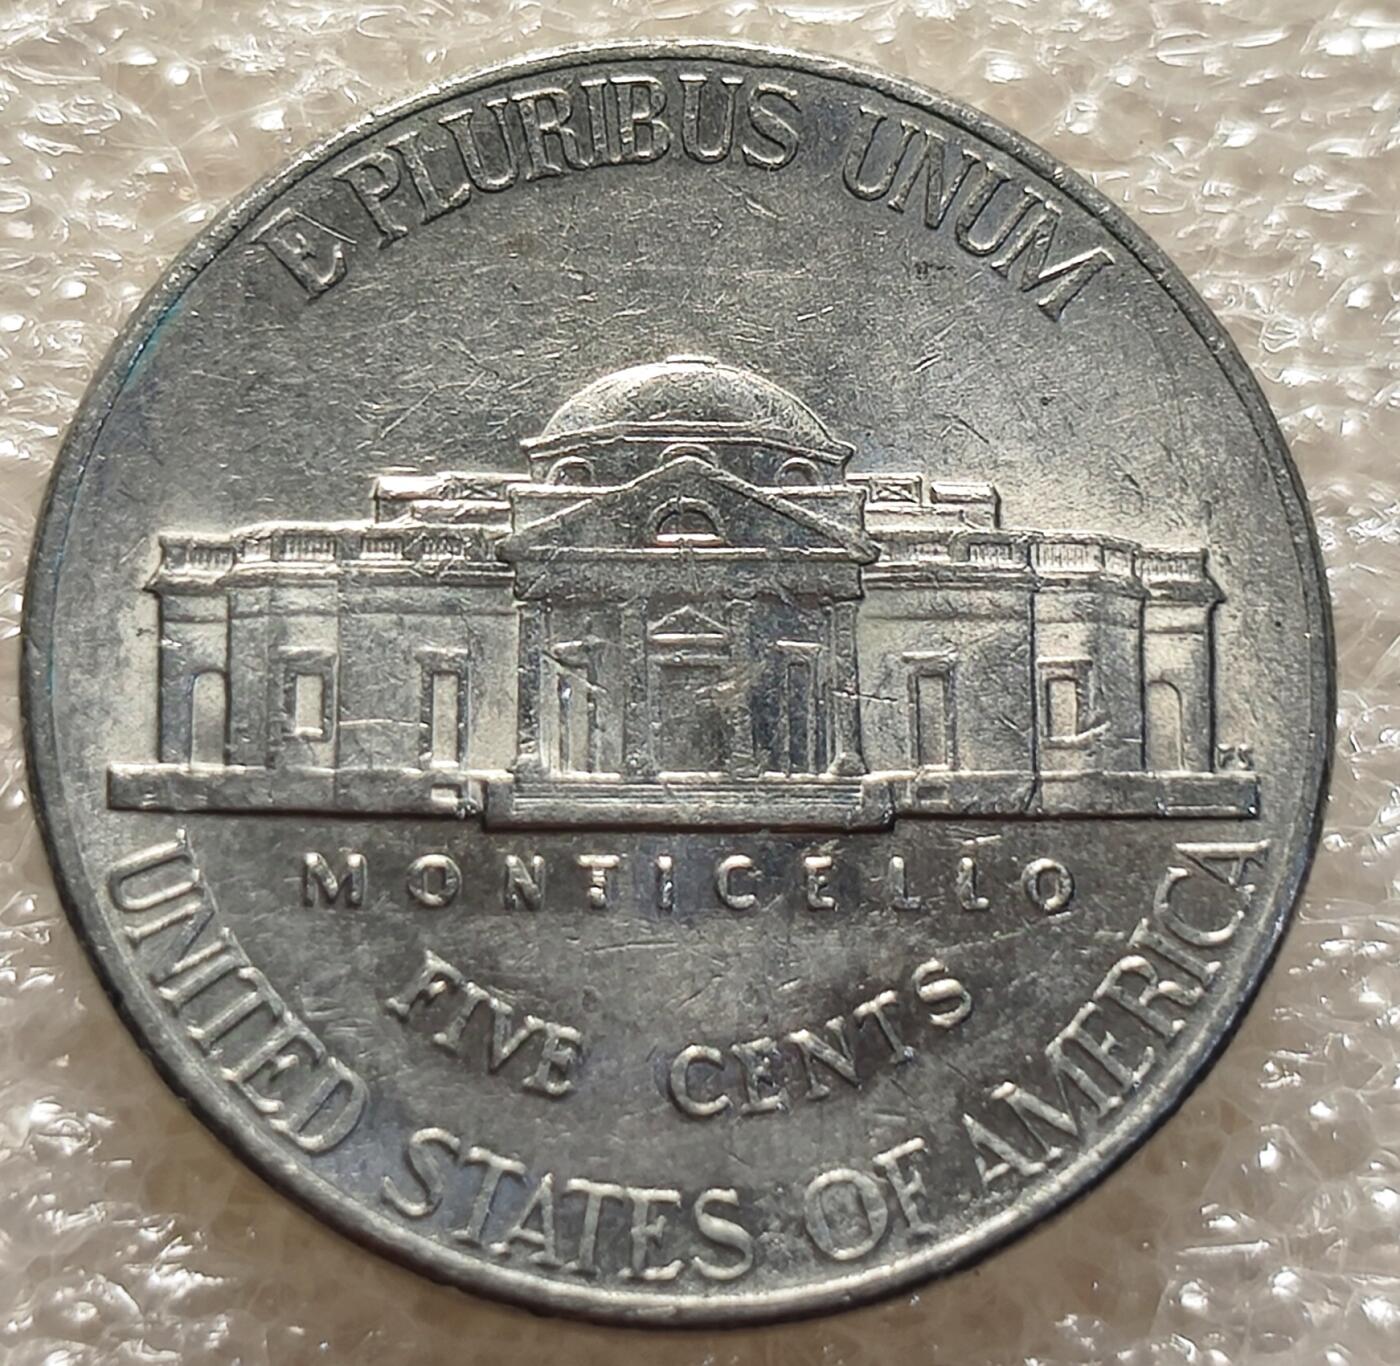 E PLURIBUS UNUM
FS
MONTICELLO
FIVE CENTS
UNITED STATES OF AMERICA